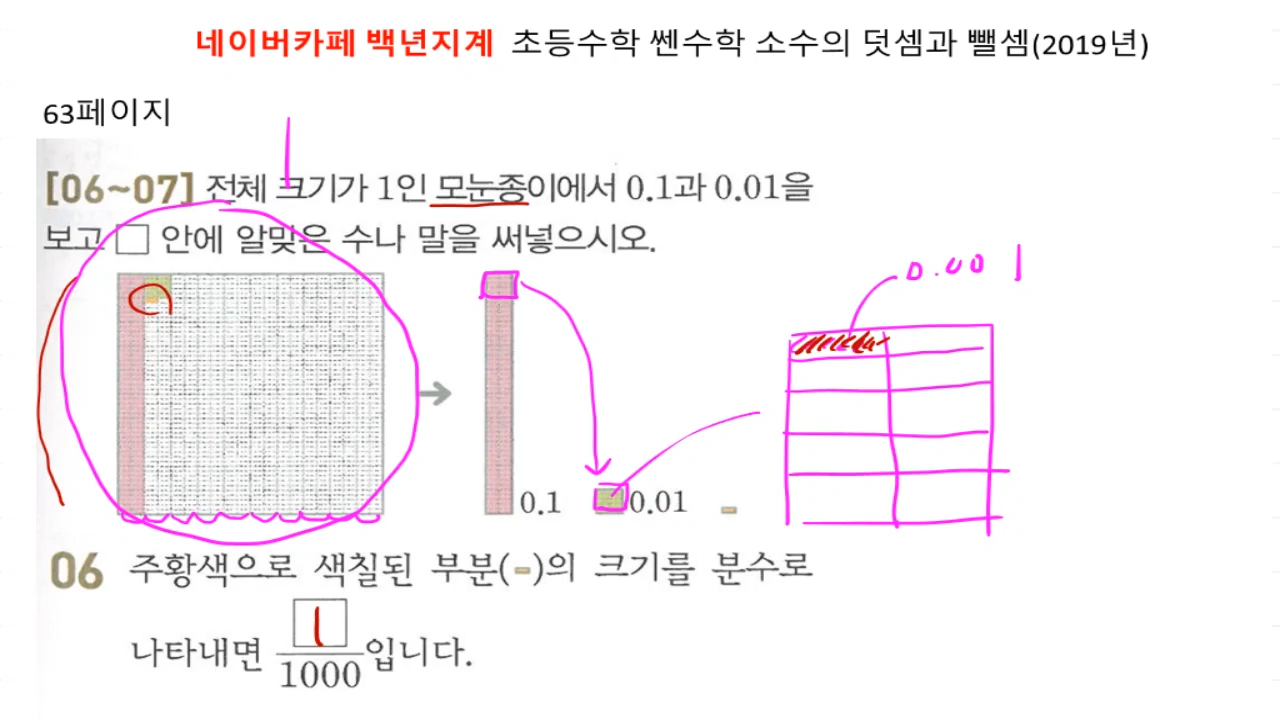 네이버카페 백년지계 초등수학 쎈수학 소수의 덧셈과 뺄셈(2019년)
63페이지
1
[06~07] 전체 크기가 1인 모눈종이에서 0.1과 0.01을
보고 □ 안에 알맞은 수나 말을 써넣으시오.
0.001
0.1
0.01
06 주황색으로 색칠된 부분( )의 크기를 분수로
나타내면 1/1000입니다.